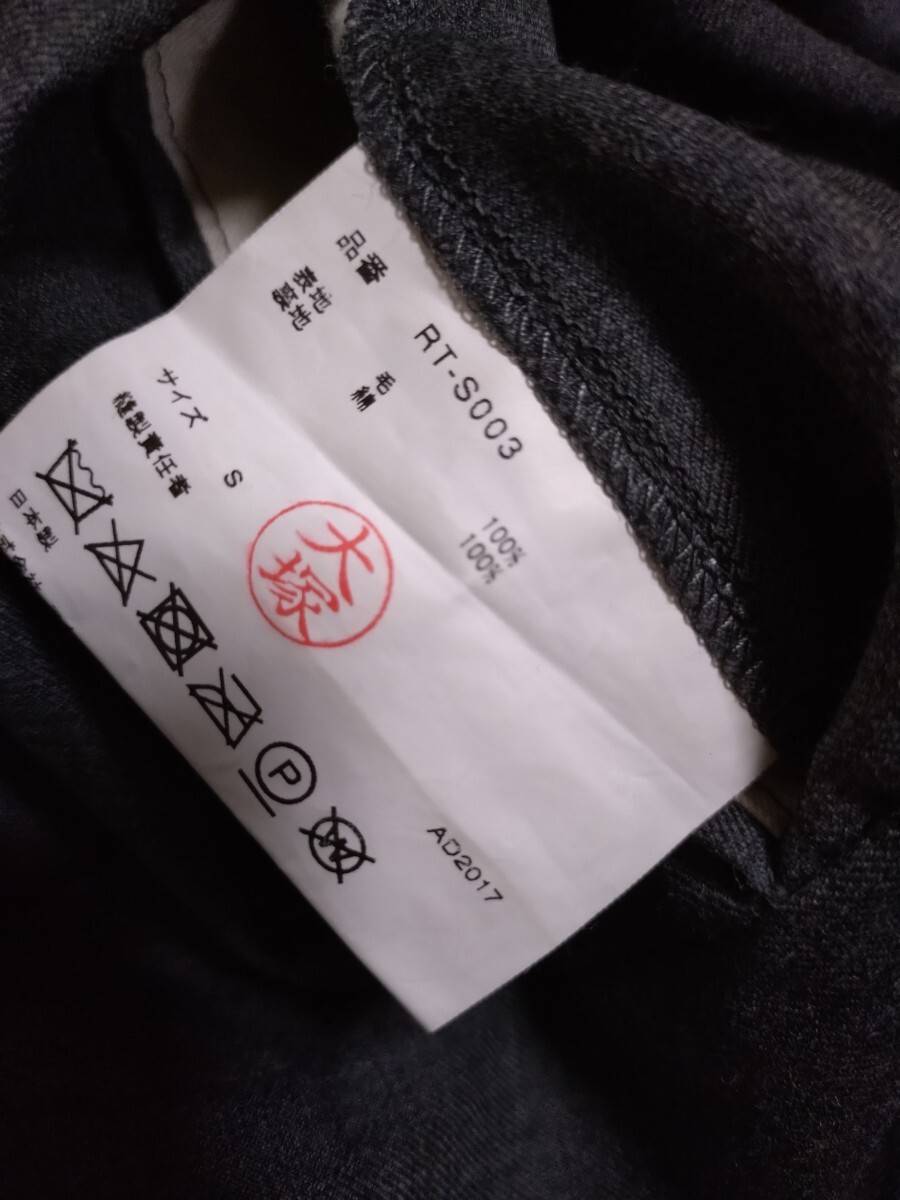 品番 RT-S003
表地 毛 100%
製地 綿 100%
サイズ S
縫製責任者
大塚
P
W
AD2017
日本製